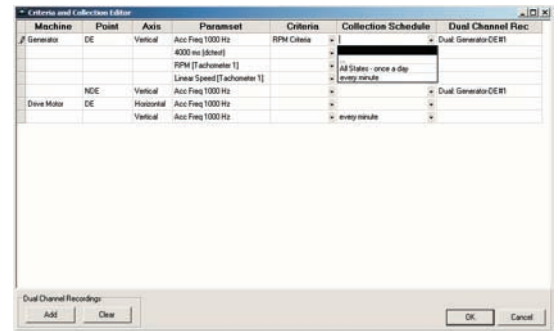 Criteria and Collection Editor
Machine Point Axis Paramset Criteria Collection Schedule Dual Channel Rec
Generator DE Vertical Acc Freq 1000 Hz RPM Criteria Dual: Generator-DE#1
4000 ms [dctest]
...
RPM [Tachometer 1] All States - once a day
Linear Speed [Tachometer 1] every minute
NDE Vertical Acc Freq 1000 Hz Dual: Generator-DE#1
Drive Motor DE Horizontal Acc Freq 1000 Hz
Vertical Acc Freq 1000 Hz every minute
Dual Channel Recordings
Add Clear OK Cancel